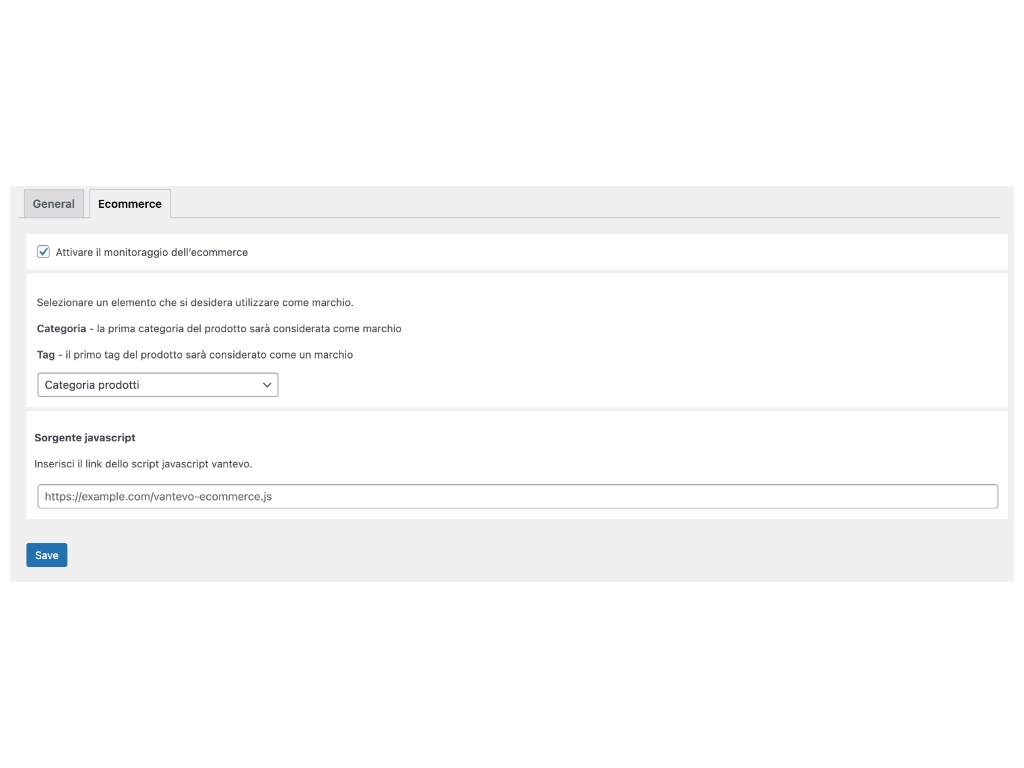 General
Ecommerce
Attivare il monitoraggio dell'ecommerce
Selezionare un elemento che si desidera utilizzare come marchio.
Categoria - la prima categoria del prodotto sarà considerata come marchio
Tag - il primo tag del prodotto sarà considerato come un marchio
Categoria prodotti
Sorgente javascript
Inserisci il link dello script javascript vantevo.
https://example.com/vantevo-ecommerce.js
Save